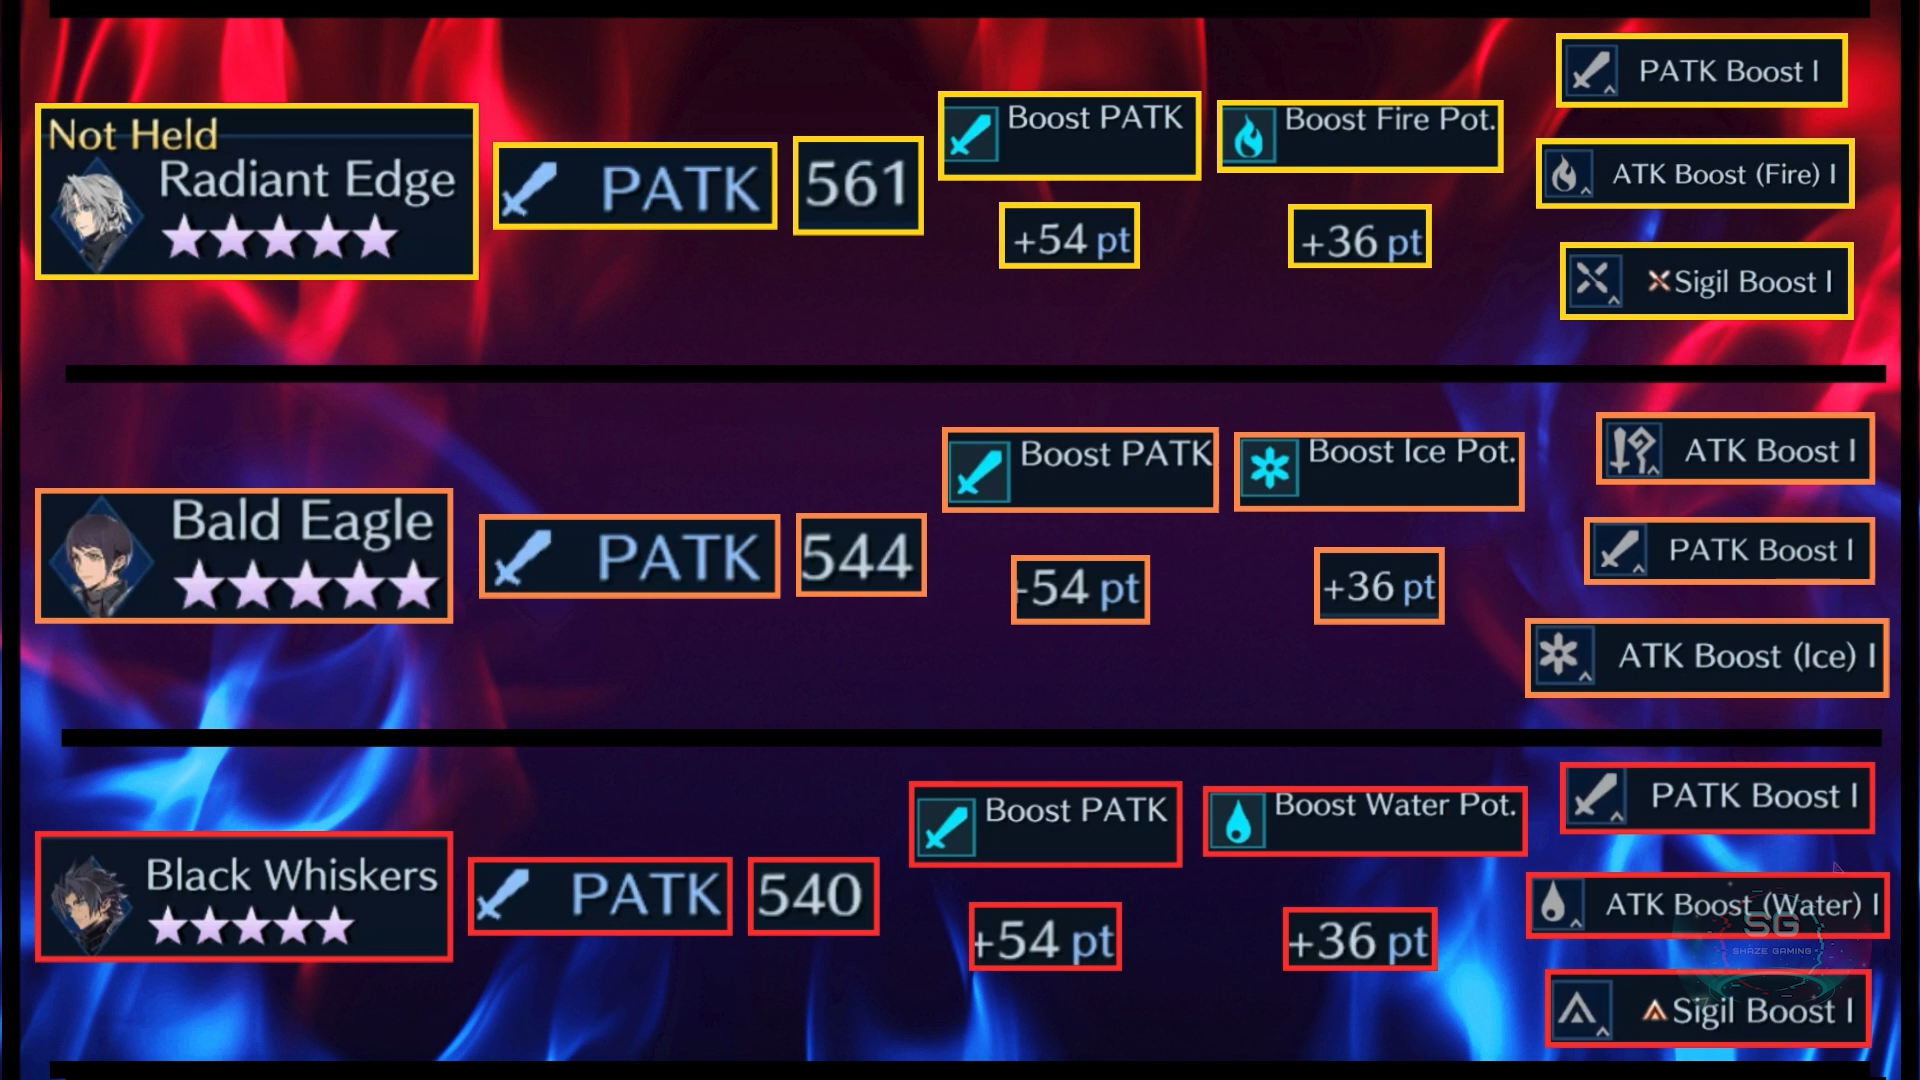 Not Held
Radiant Edge
PATK
561
Boost PATK
+54 pt
Boost Fire Pot.
+36 pt
PATK Boost I
ATK Boost (Fire) I
Sigil Boost I
Bald Eagle
PATK
544
Boost PATK
-54 pt
Boost Ice Pot.
+36 pt
ATK Boost I
PATK Boost I
ATK Boost (Ice) I
Black Whiskers
PATK
540
Boost PATK
+54 pt
Boost Water Pot.
+36 pt
PATK Boost I
ATK Boost (Water) I
SG
SHAZE GAMING
Sigil Boost I